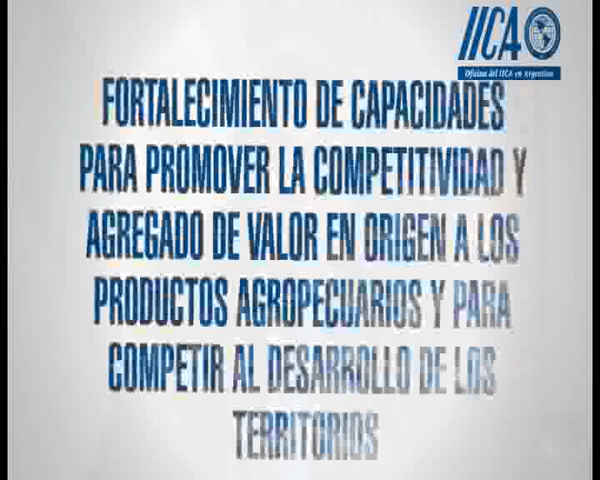 IICA
Oficina del IICA en Argentina
FORTALECIMIENTO DE CAPACIDADES
PARA PROMOVER LA COMPETITIVIDAD Y
AGREGADO DE VALOR EN ORIGEN A LOS
PRODUCTOS AGROPECUARIOS Y PARA
COMPETIR AL DESARROLLO DE LOS
TERRITORIOS